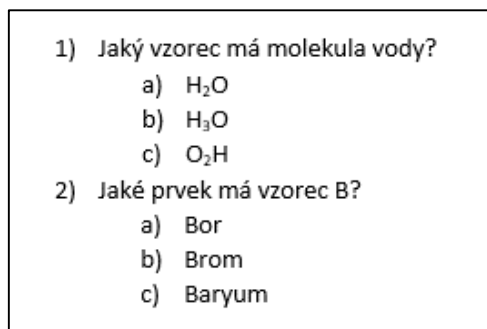 1) Jaký vzorec má molekula vody?
a) H₂O
b) H₃O
c) O₂H
2) Jaké prvek má vzorec B?
a) Bor
b) Brom
c) Baryum